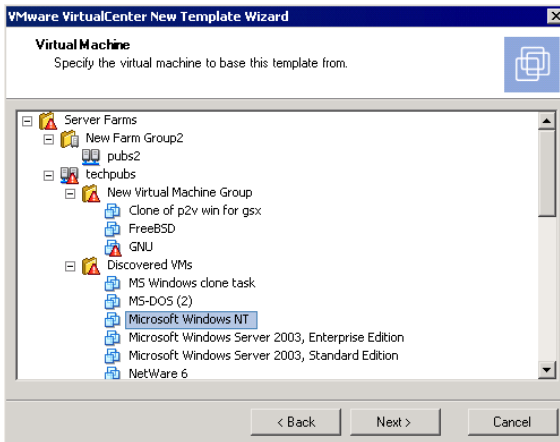 VMware VirtualCenter New Template Wizard
Virtual Machine
Specify the virtual machine to base this template from.
Server Farms
New Farm Group2
pubs2
techpubs
New Virtual Machine Group
Clone of p2v win for gsx
FreeBSD
GNU
Discovered VMs
MS Windows clone task
MS-DOS (2)
Microsoft Windows NT
Microsoft Windows Server 2003, Enterprise Edition
Microsoft Windows Server 2003, Standard Edition
NetWare 6
< Back
Next >
Cancel